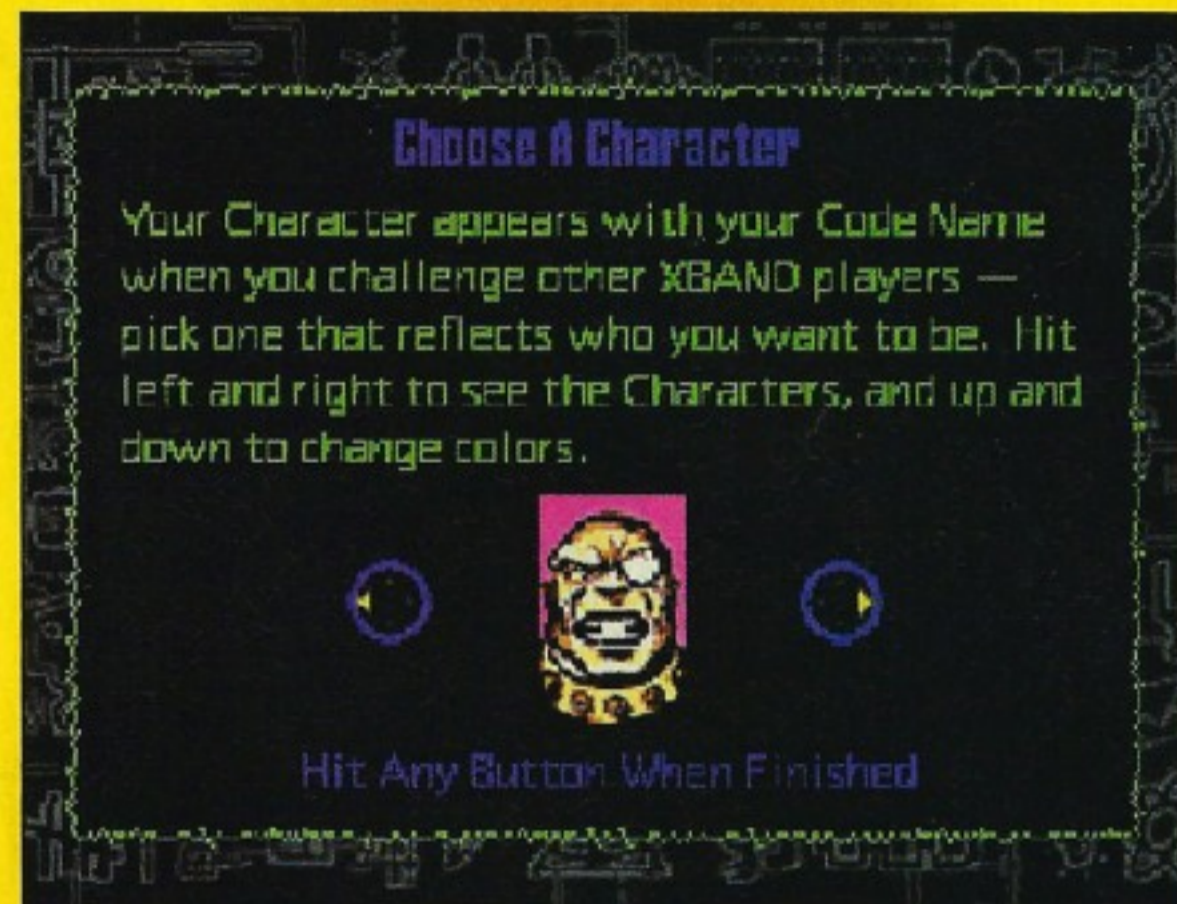 Choose A Character
Your Character appears with your Code Name
when you challenge other XBAND players —
pick one that reflects who you want to be. Hit
left and right to see the Characters, and up and
down to change colors.
Hit Any Button When Finished